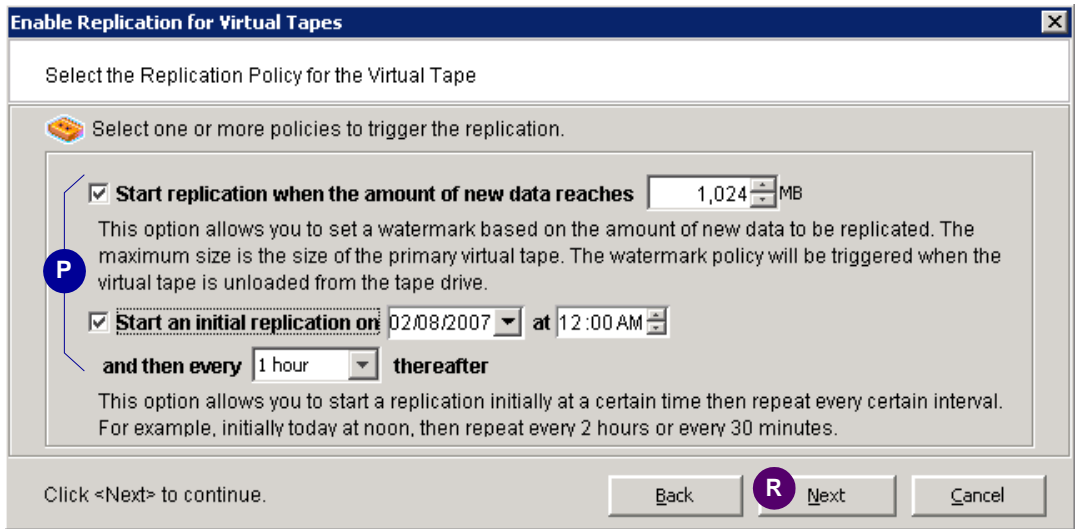 Enable Replication for Virtual Tapes
Select the Replication Policy for the Virtual Tape
Select one or more policies to trigger the replication.
Start replication when the amount of new data reaches 1,024 MB
This option allows you to set a watermark based on the amount of new data to be replicated. The
maximum size is the size of the primary virtual tape. The watermark policy will be triggered when the
virtual tape is unloaded from the tape drive.
P
Start an initial replication on 02/08/2007 at 12:00 AM
and then every 1 hour thereafter
This option allows you to start a replication initially at a certain time then repeat every certain interval.
For example, initially today at noon, then repeat every 2 hours or every 30 minutes.
Click <Next> to continue.
Back
R
Next
Cancel